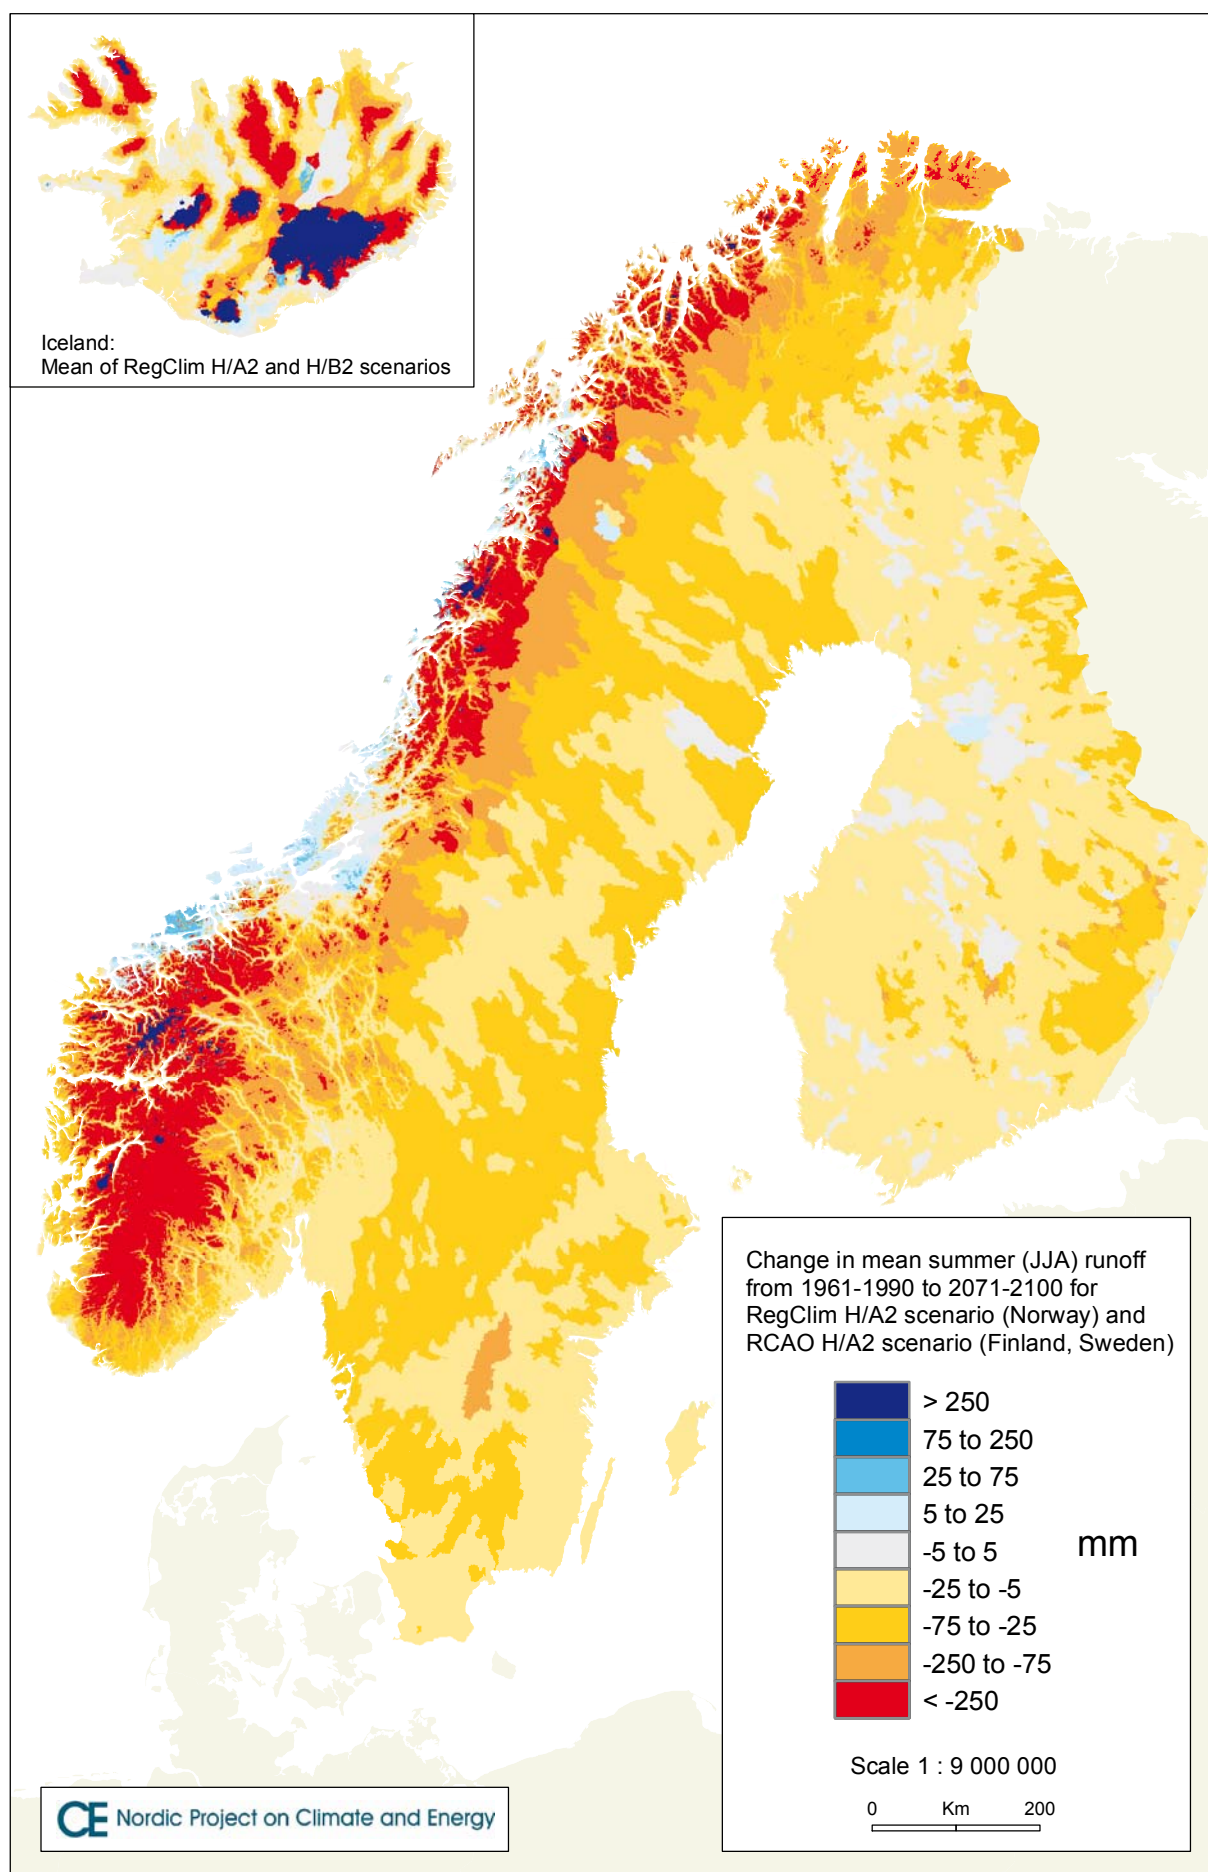 Iceland:
Mean of RegClim H/A2 and H/B2 scenarios
Change in mean summer (JJA) runoff
from 1961-1990 to 2071-2100 for
RegClim H/A2 scenario (Norway) and
RCAO H/A2 scenario (Finland, Sweden)
> 250
75 to 250
25 to 75
5 to 25
-5 to 5
mm
-25 to -5
-75 to -25
-250 to -75
< -250
Scale 1 : 9 000 000
0 Km 200
CE Nordic Project on Climate and Energy